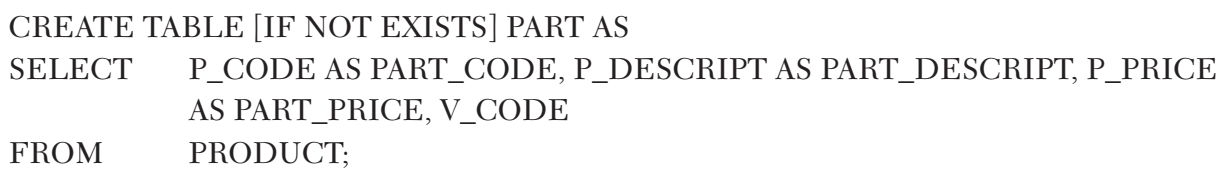 CREATE TABLE [IF NOT EXISTS] PART AS
SELECT P_CODE AS PART_CODE, P_DESCRIPT AS PART_DESCRIPT, P_PRICE
AS PART_PRICE, V_CODE
FROM PRODUCT;